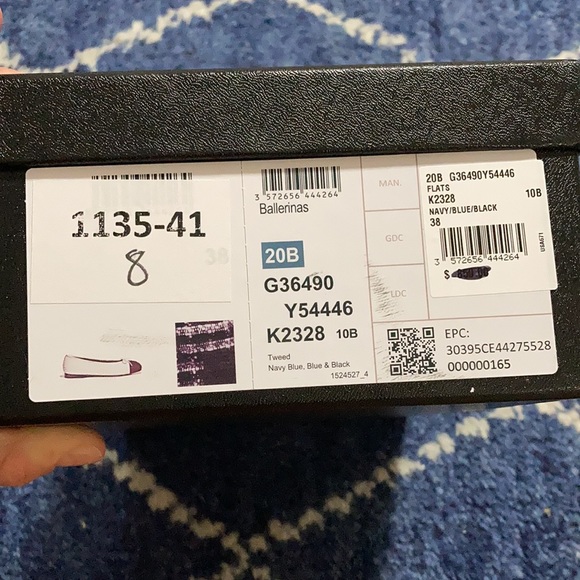 1135-41
8
38
3 572656 444264
Ballerinas
20B
G36490
Y54446
K2328 10B
Tweed
Navy Blue, Blue & Black
1524527_4
MAN.
GDC
LDC
20B G36490Y54446
FLATS
K2328 10B
NAVY/BLUE/BLACK
38
3 572656 444264
USA671
$
EPC:
30395CE44275528
000000165